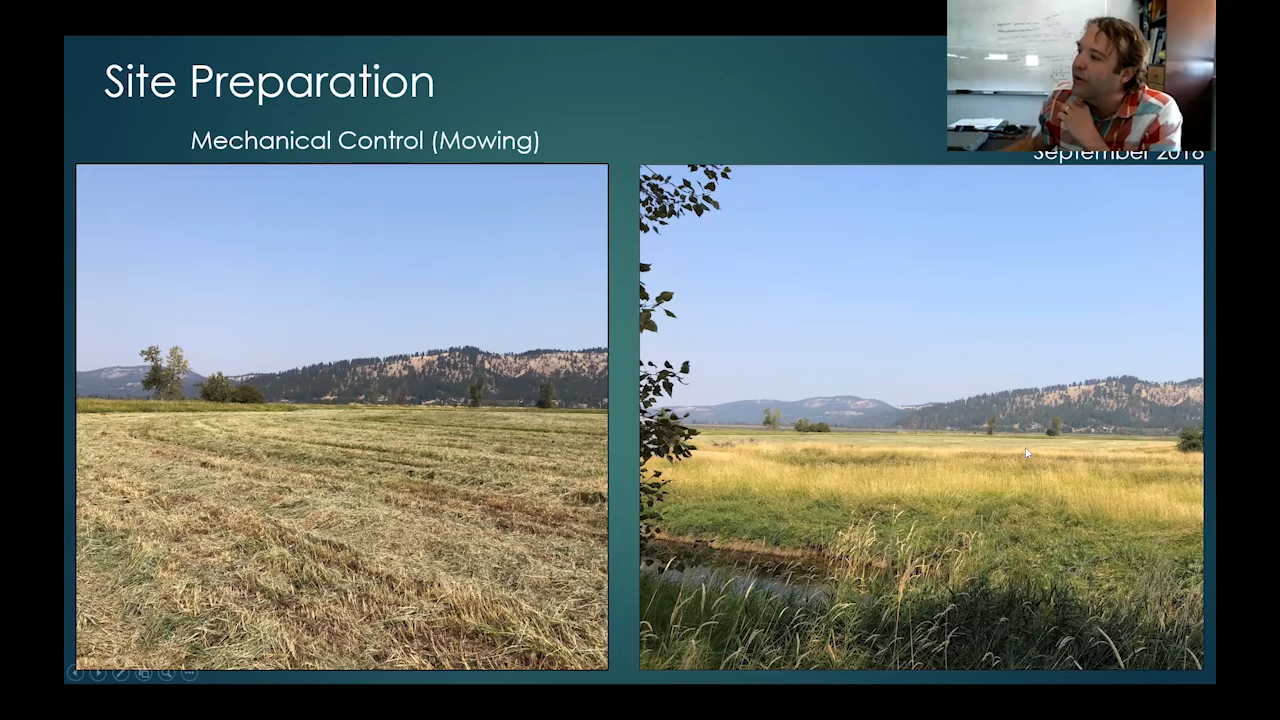 Site Preparation
Mechanical Control (Mowing)
September 2018